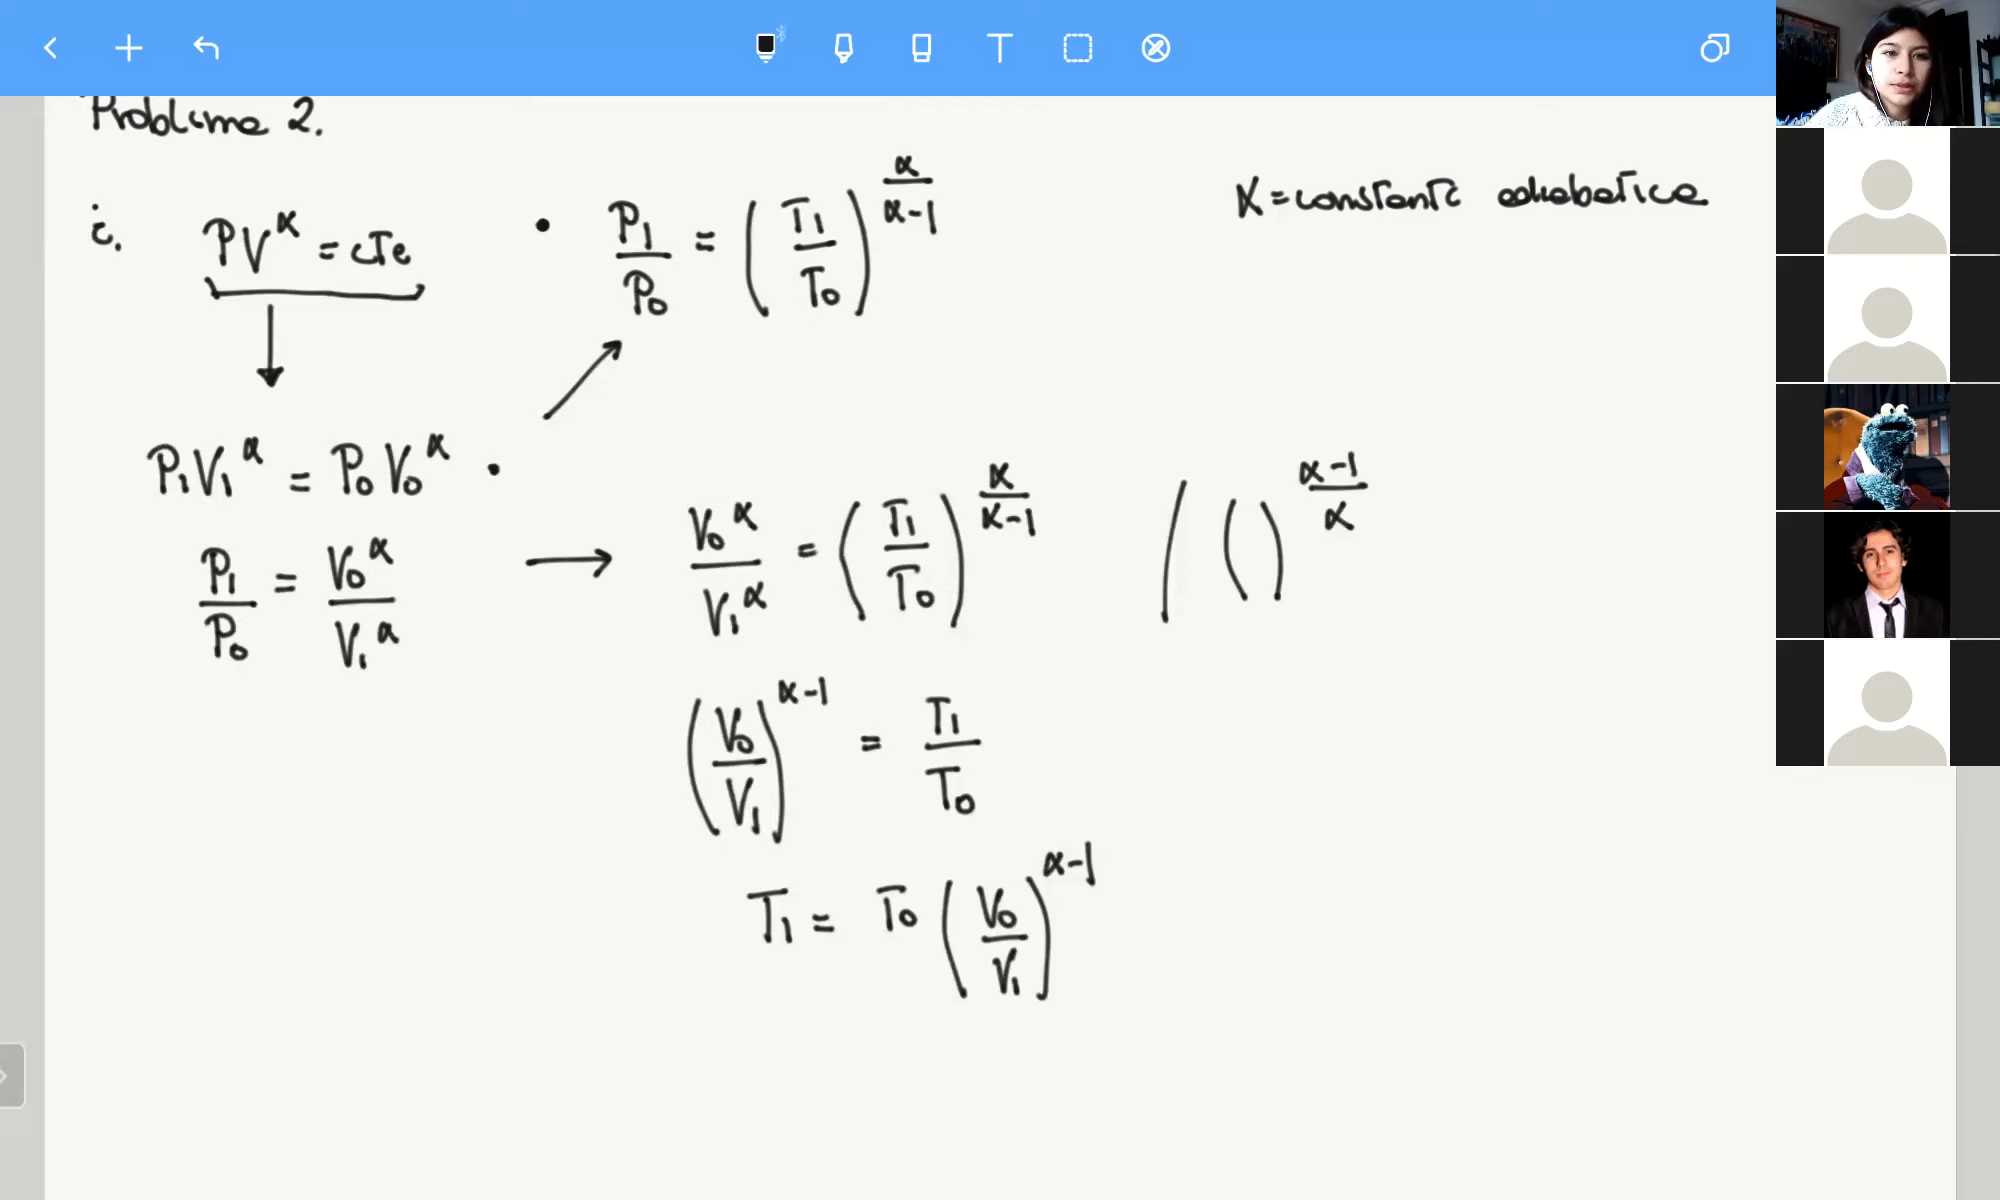 Problema 2.
i.
PV^α = cTe
• P1/P0 = (T1/T0)^(α/(α-1))
α = constante adiabatica
P1V1^α = P0V0^α •
P1/P0 = V0^α/V1^α
→ V0^α/V1^α = (T1/T0)^(α/(α-1)) / ( )^((α-1)/α)
(V0/V1)^(α-1) = T1/T0
T1 = T0 (V0/V1)^(α-1)
T